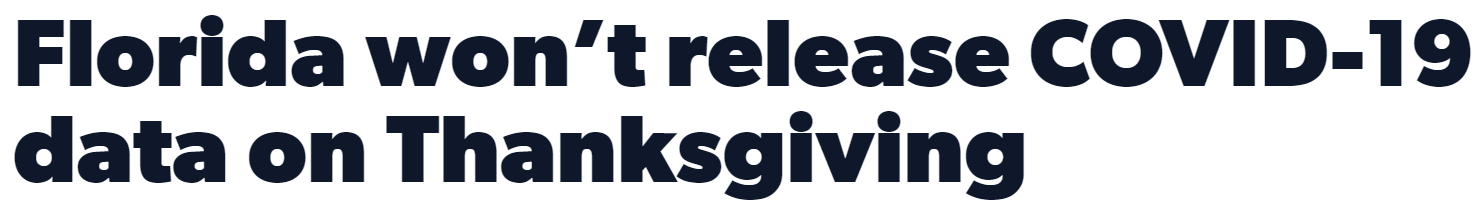 Florida won’t release COVID-19
data on Thanksgiving